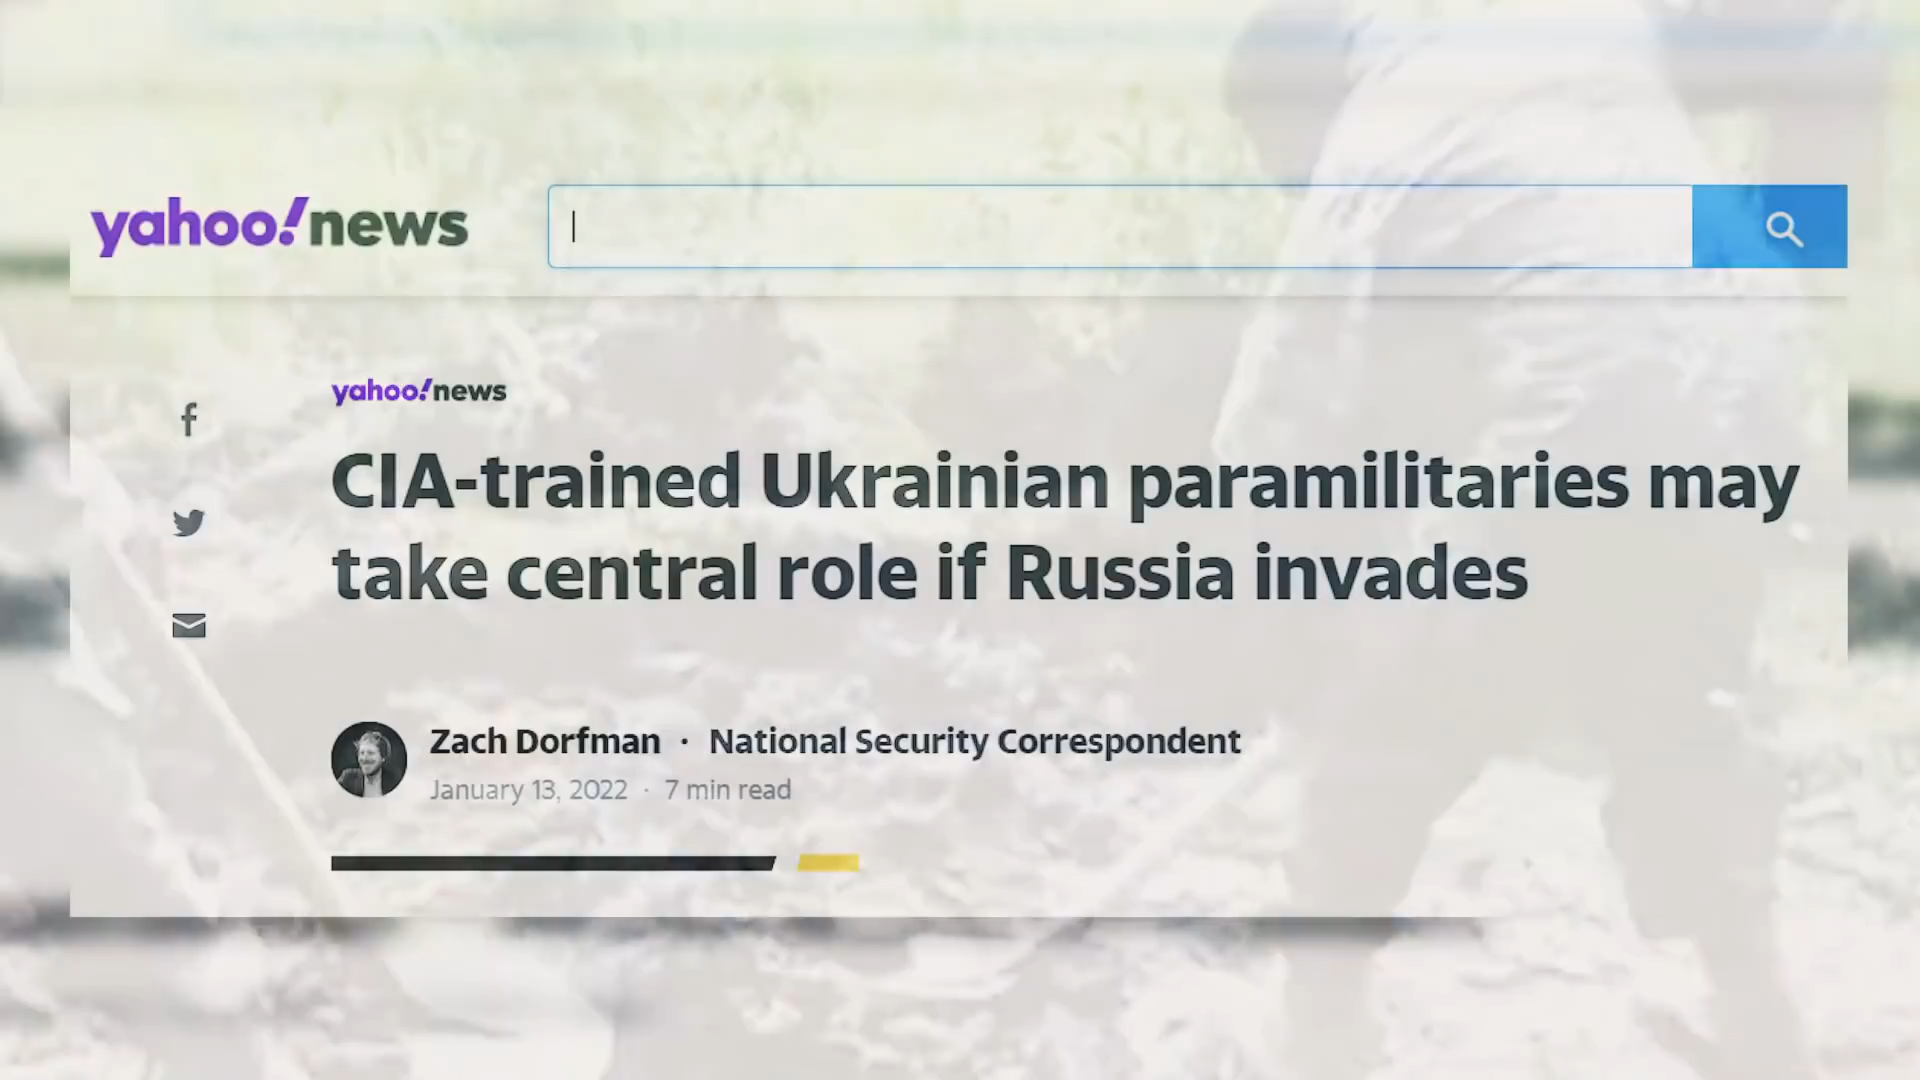 yahoo!news
yahoo!news
CIA-trained Ukrainian paramilitaries may
take central role if Russia invades
Zach Dorfman · National Security Correspondent
January 13, 2022 · 7 min read